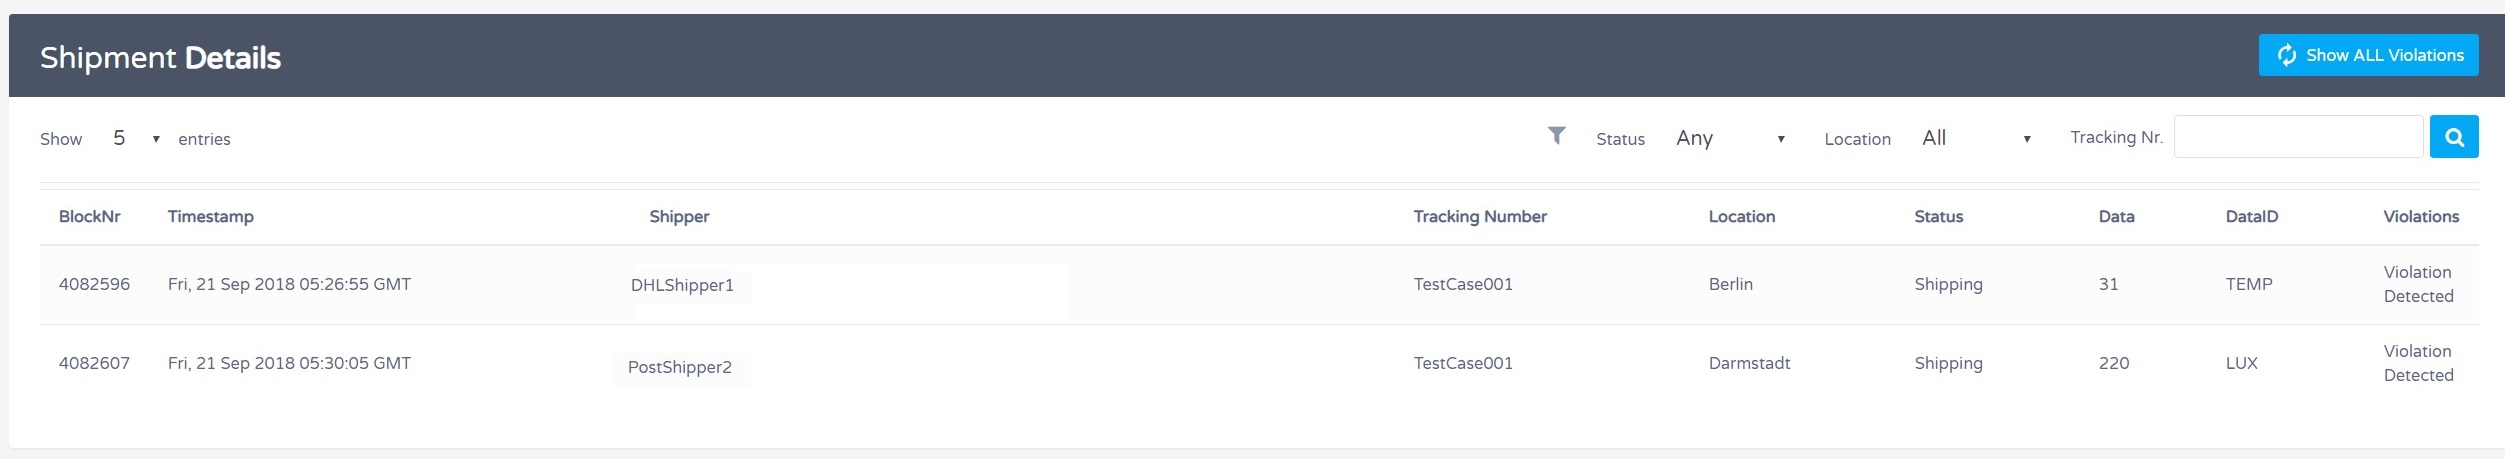 Shipment Details
Show ALL Violations
Show 5 ▼ entries Status Any ▼ Location All ▼ Tracking Nr.
BlockNr Timestamp Shipper Tracking Number Location Status Data DataID Violations
4082596 Fri, 21 Sep 2018 05:26:55 GMT DHLShipper1 TestCase001 Berlin Shipping 31 TEMP Violation
Detected
4082607 Fri, 21 Sep 2018 05:30:05 GMT PostShipper2 TestCase001 Darmstadt Shipping 220 LUX Violation
Detected